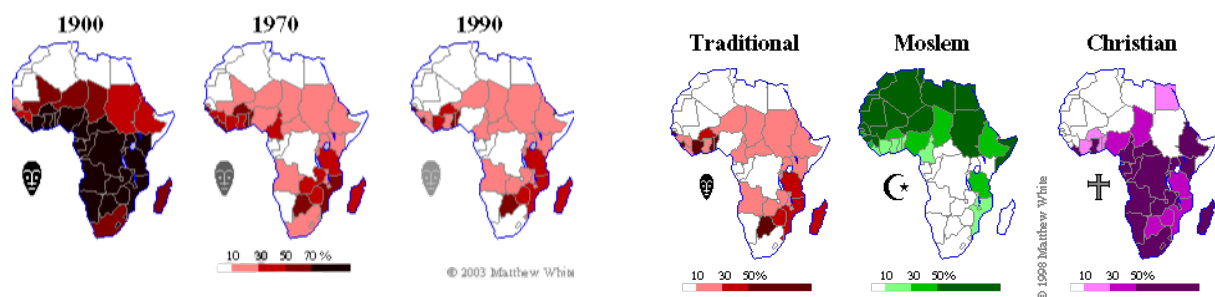 1900
1970
1990
10 30 50 70 %
© 2003 Matthew White
Traditional
Moslem
Christian
10 30 50%
10 30 50%
10 30 50%
© 1998 Matthew White